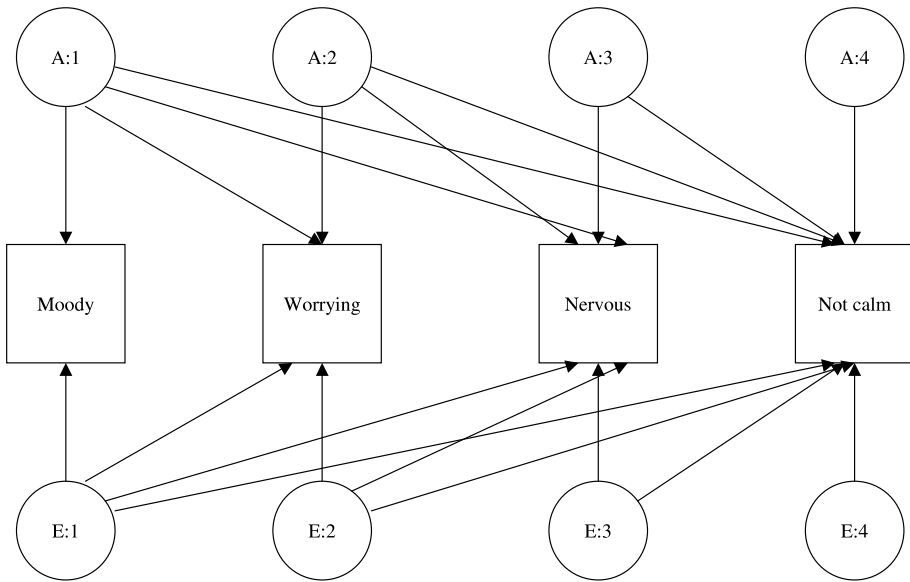 A:1
A:2
A:3
A:4
Moody
Worrying
Nervous
Not calm
E:1
E:2
E:3
E:4